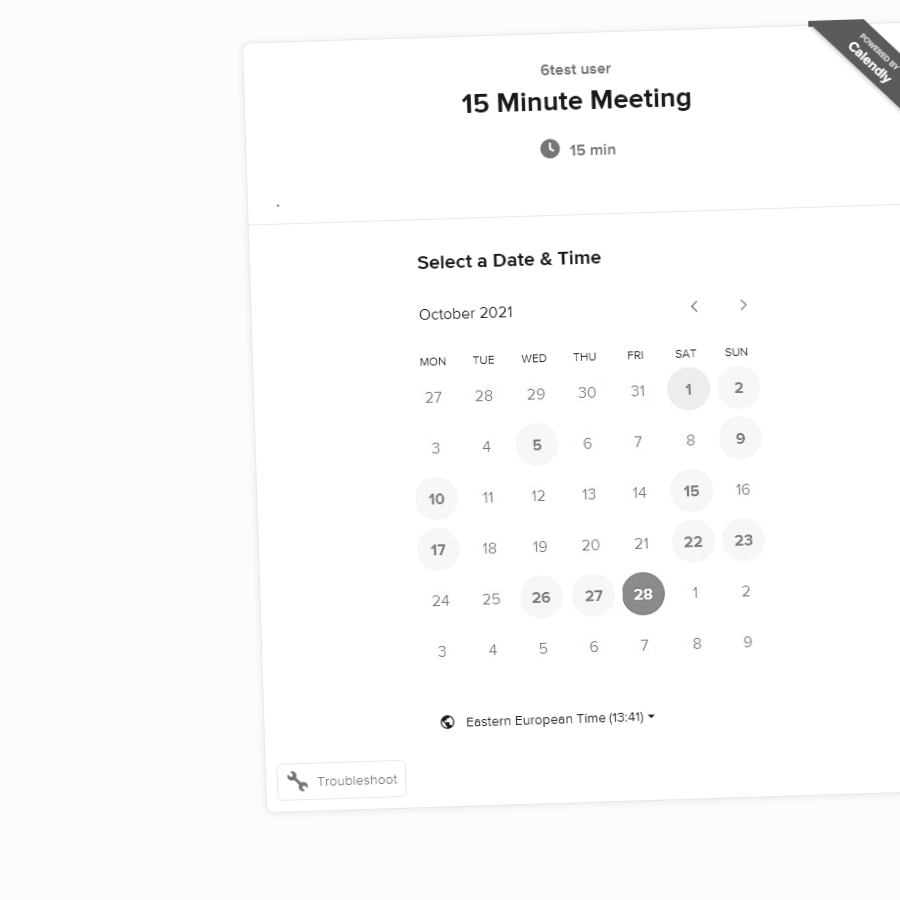 POWERED BY
Calendly
6test user
15 Minute Meeting
15 min
.
Select a Date & Time
October 2021
MON TUE WED THU FRI SAT SUN
27 28 29 30 31 1 2
3 4 5 6 7 8 9
10 11 12 13 14 15 16
17 18 19 20 21 22 23
24 25 26 27 28 1 2
3 4 5 6 7 8 9
Eastern European Time (13:41)
Troubleshoot